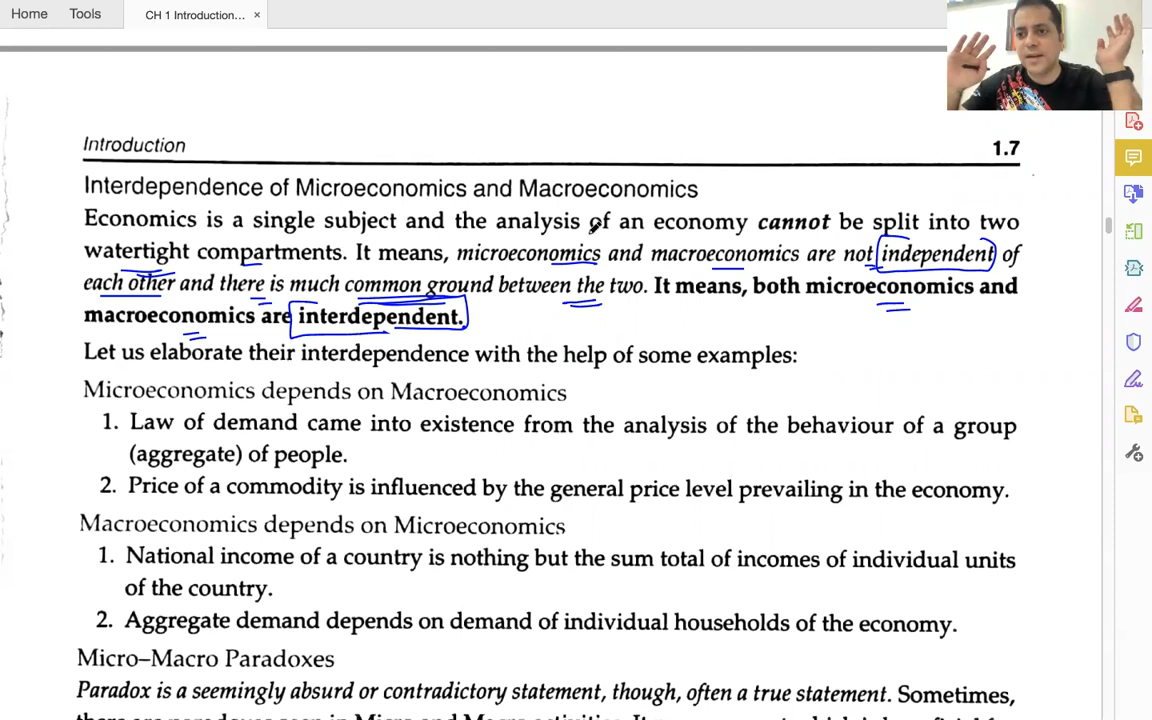 Home
Tools
CH 1 Introduction...
×
Introduction
1.7
Interdependence of Microeconomics and Macroeconomics
Economics is a single subject and the analysis of an economy cannot be split into two
watertight compartments. It means, microeconomics and macroeconomics are not independent of
each other and there is much common ground between the two. It means, both microeconomics and
macroeconomics are interdependent.
Let us elaborate their interdependence with the help of some examples:
Microeconomics depends on Macroeconomics
1. Law of demand came into existence from the analysis of the behaviour of a group
(aggregate) of people.
2. Price of a commodity is influenced by the general price level prevailing in the economy.
Macroeconomics depends on Microeconomics
1. National income of a country is nothing but the sum total of incomes of individual units
of the country.
2. Aggregate demand depends on demand of individual households of the economy.
Micro–Macro Paradoxes
Paradox is a seemingly absurd or contradictory statement, though, often a true statement. Sometimes,